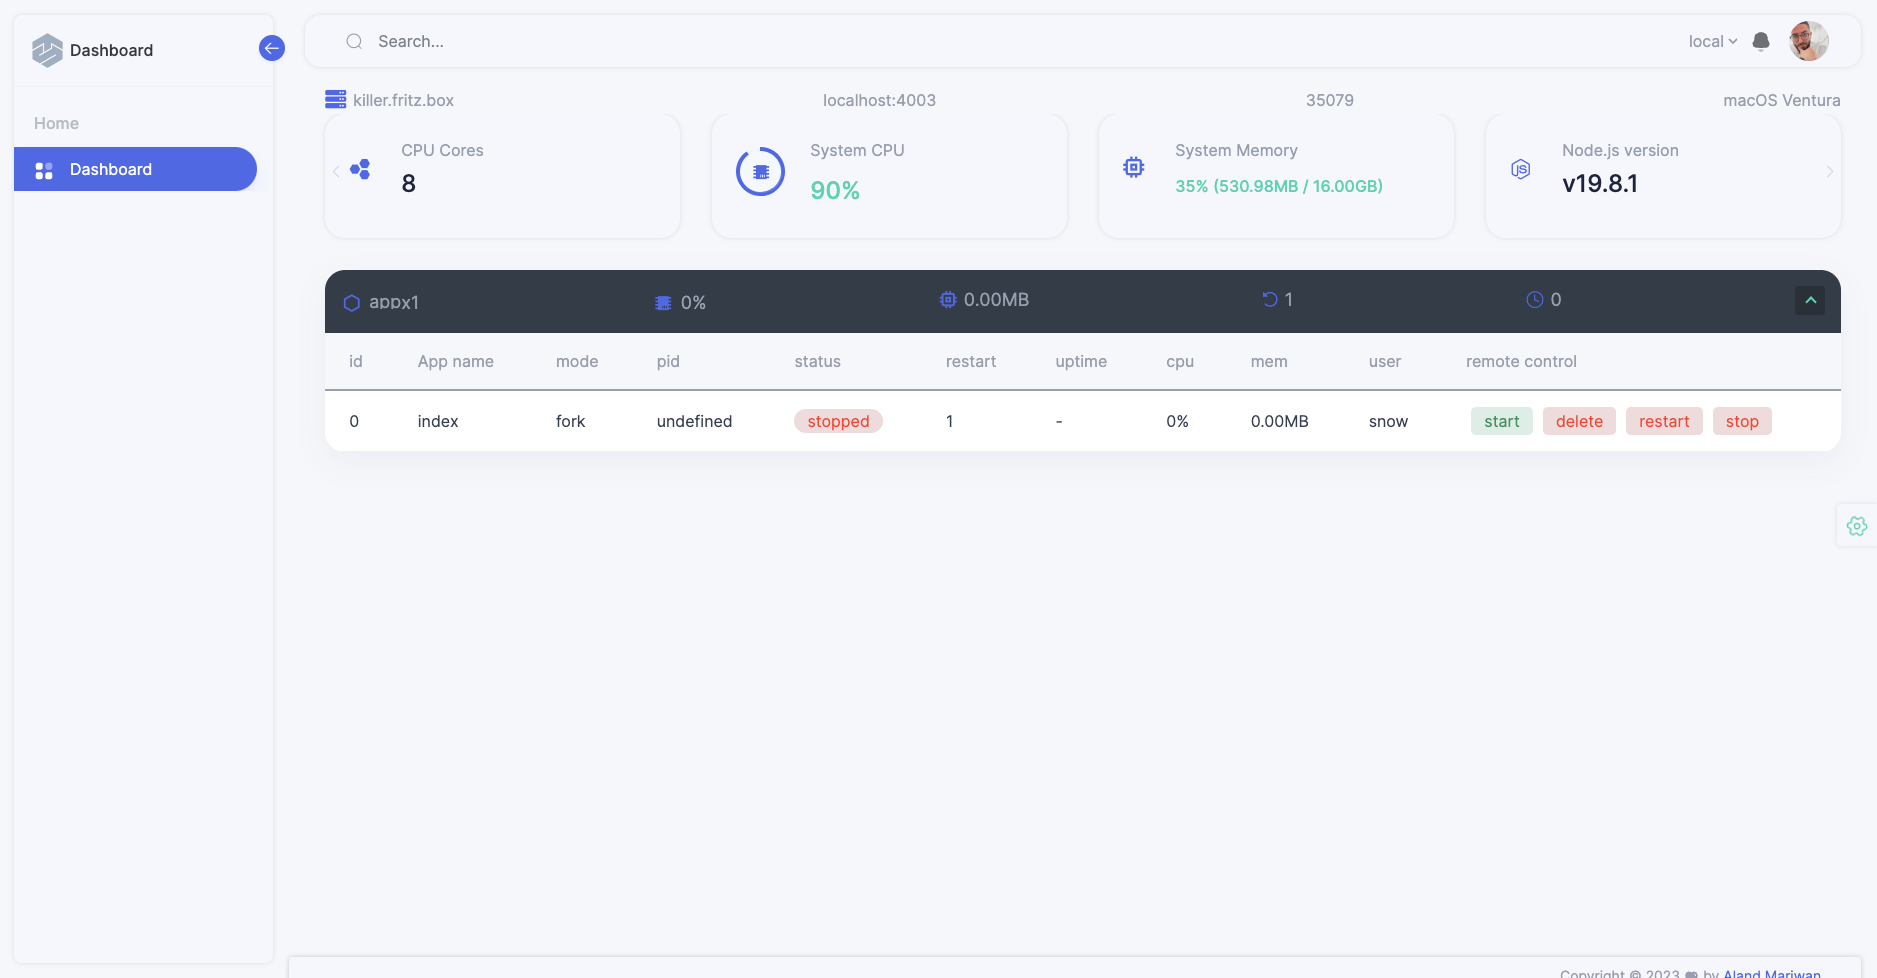 Dashboard
Search...
local
killer.fritz.box
localhost:4003
35079
macOS Ventura
Home
Dashboard
CPU Cores
8
System CPU
90%
System Memory
35% (530.98MB / 16.00GB)
Node.js version
v19.8.1
appx1
0%
0.00MB
1
0
id App name mode pid status restart uptime cpu mem user remote control
0 index fork undefined stopped 1 - 0% 0.00MB snow start delete restart stop
Copyright © 2023 by Aland Mariwan